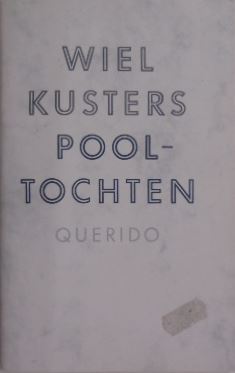 WIEL
KUSTERS
POOL-
TOCHTEN
QUERIDO